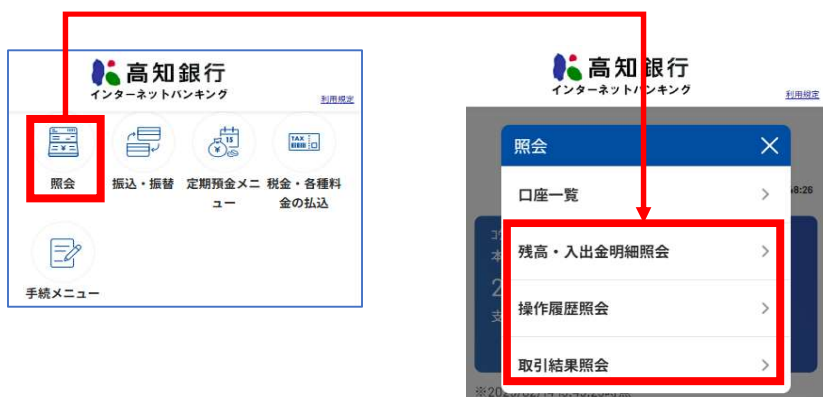 高知銀行
インターネットバンキング
利用規定
照会
振込・振替
定期預金メニ
ュー
税金・各種料
金の払込
手続メニュー
高知銀行
インターネットバンキング
利用規定
照会
口座一覧
残高・入出金明細照会
操作履歴照会
取引結果照会